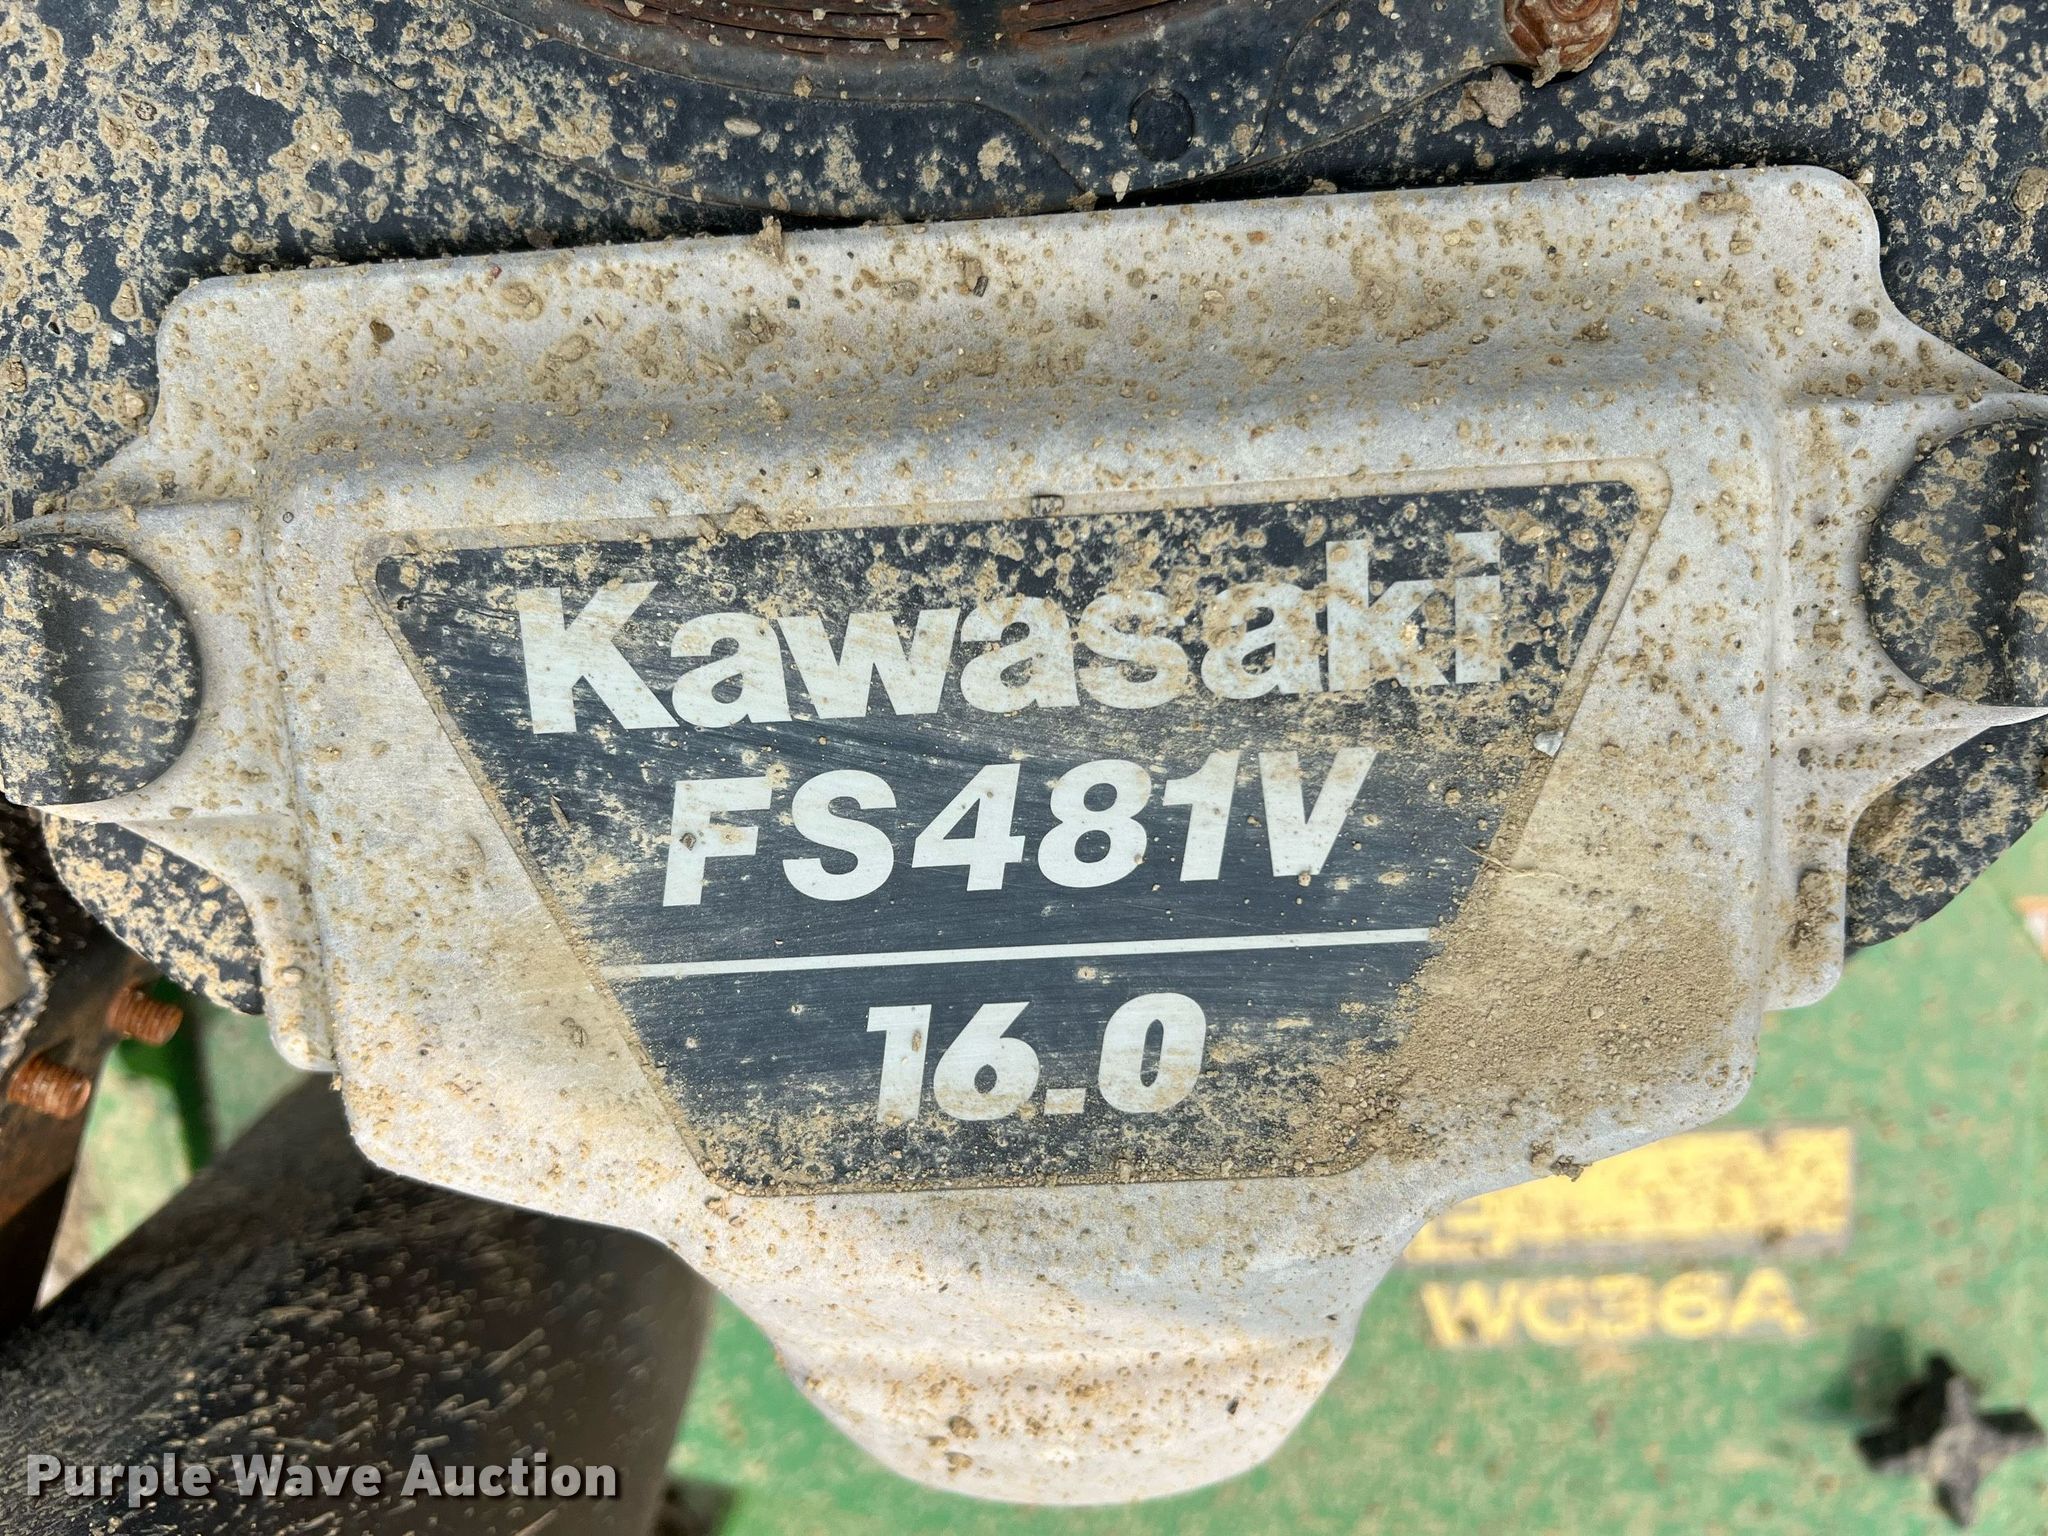 Kawasaki
FS481V
16.0
WG36A
Purple Wave Auction